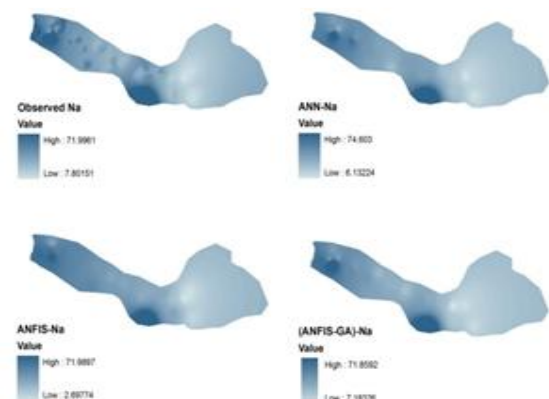 Observed Na
Value
High : 71.9961
Low : 7.80151
ANN-Na
Value
High : 74.603
Low : 6.13224
ANFIS-Na
Value
High : 71.9897
Low : 2.69774
(ANFIS-GA)-Na
Value
High : 71.8592
Low :